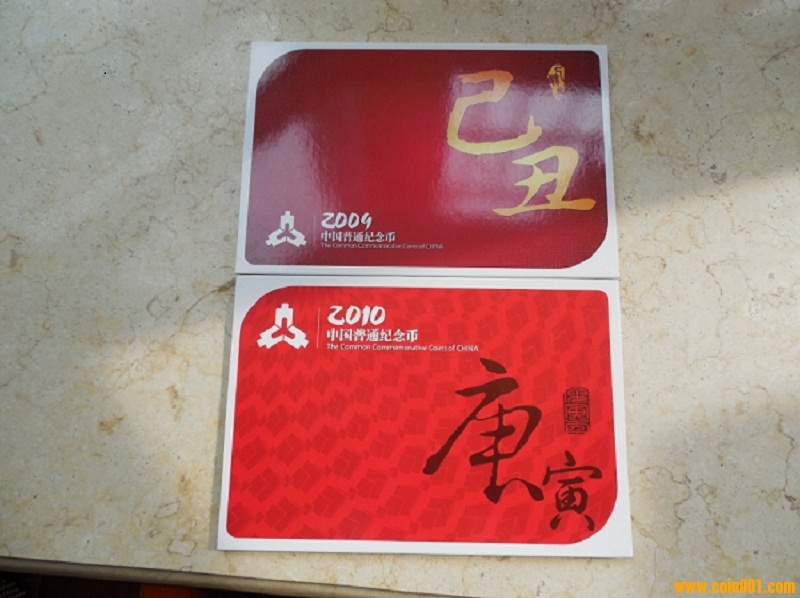 己
丑
2009
中国普通纪念币
The Common Commemorative Coins of CHINA
2010
中国普通纪念币
The Common Commemorative Coins of CHINA
庚
寅
www.coin001.com